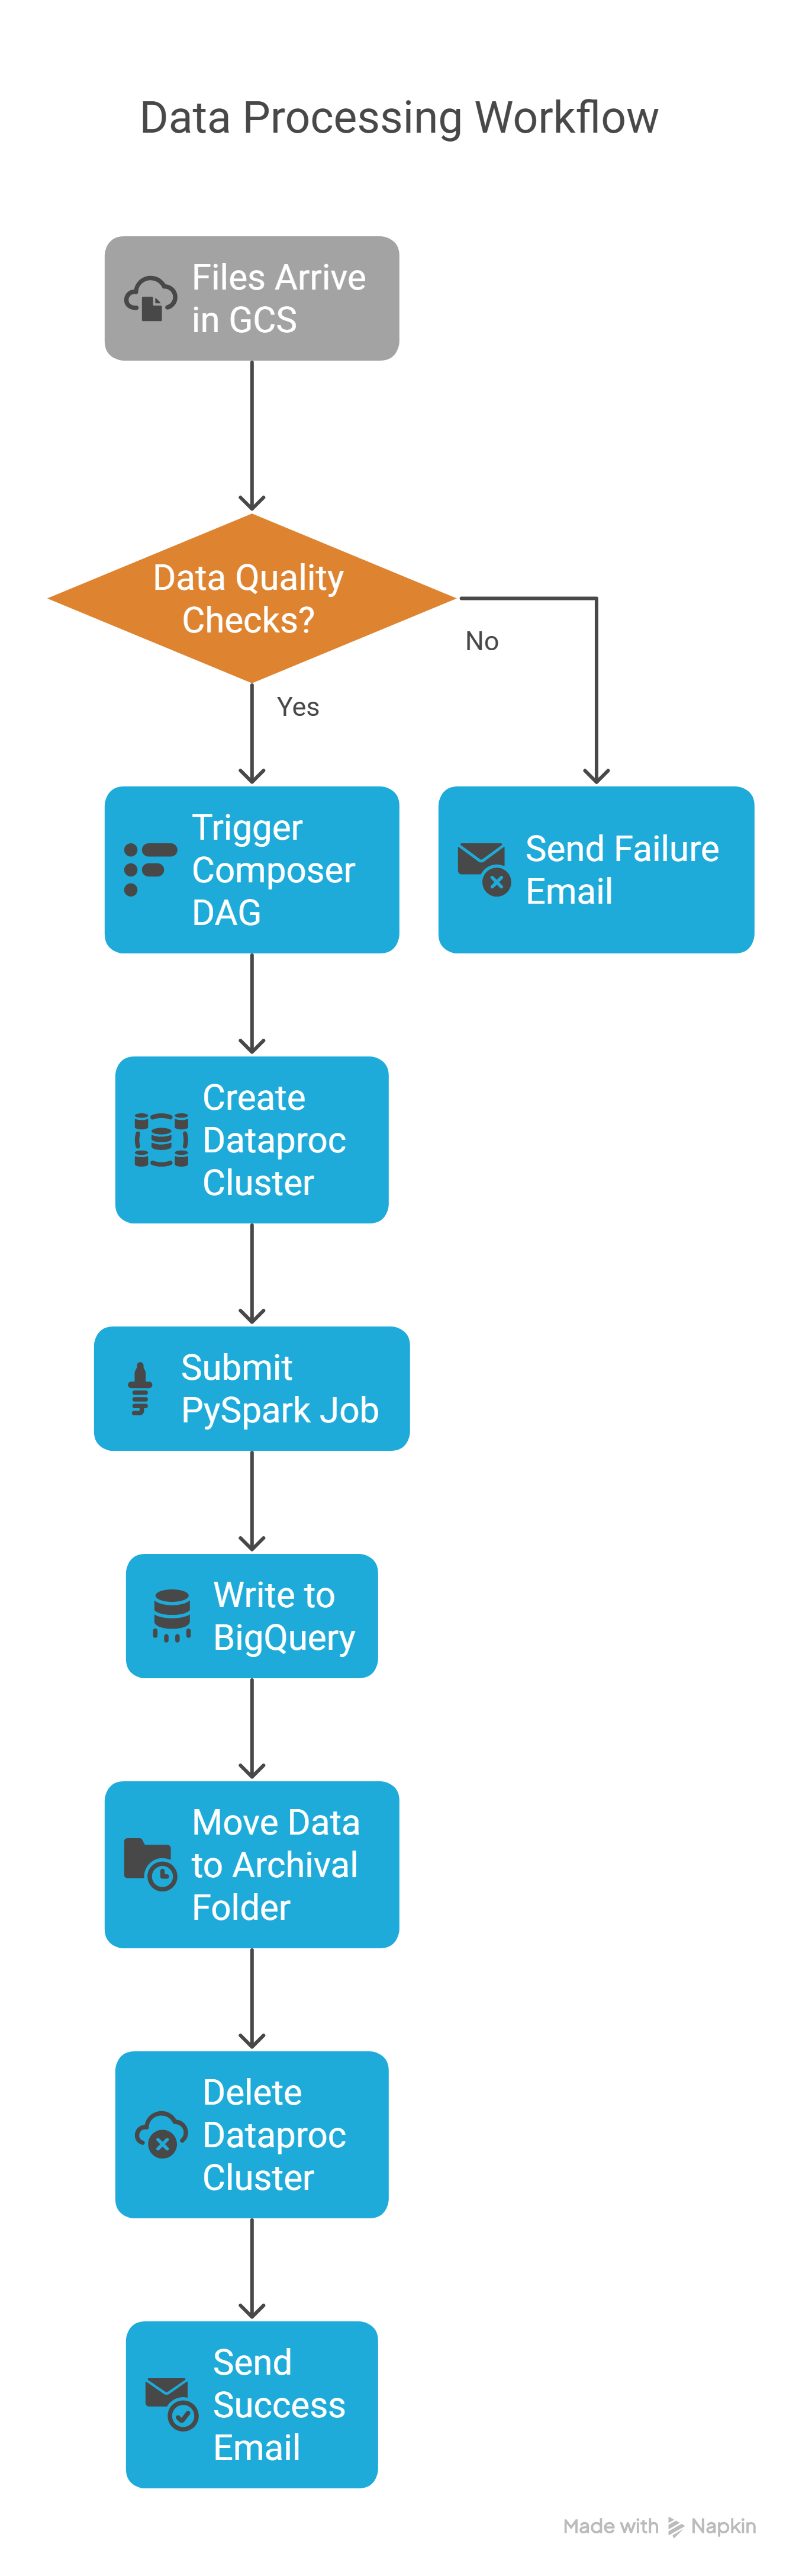 Data Processing Workflow
Files Arrive
in GCS
Data Quality
Checks?
No
Yes
Trigger
Composer
DAG
Send Failure
Email
Create
Dataproc
Cluster
Submit
PySpark Job
Write to
BigQuery
Move Data
to Archival
Folder
Delete
Dataproc
Cluster
Send
Success
Email
Made with Napkin